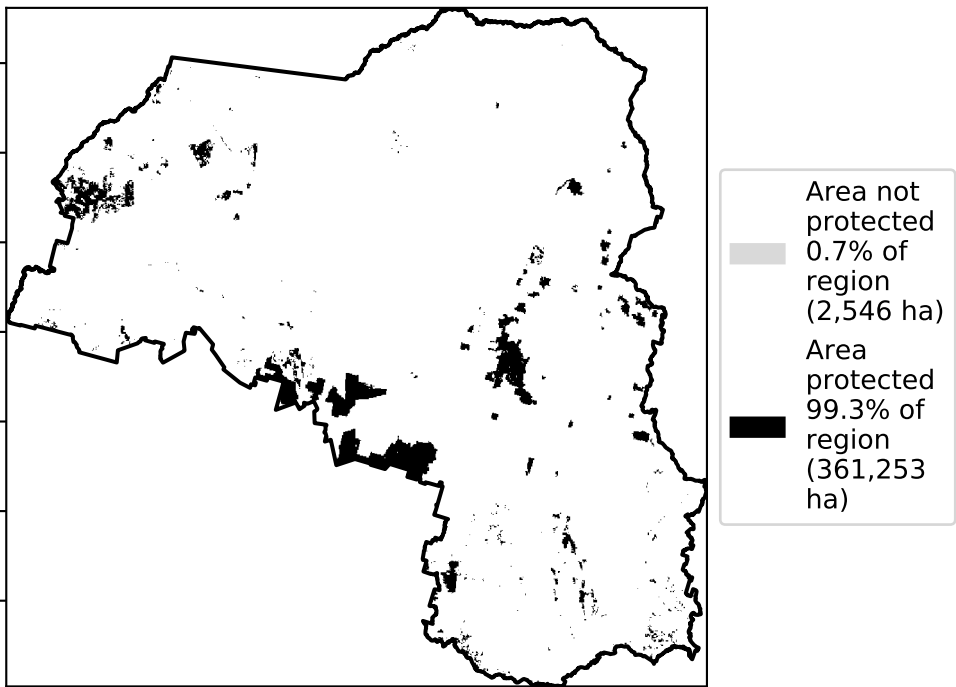 Area not
protected
0.7% of
region
(2,546 ha)
Area
protected
99.3% of
region
(361,253
ha)